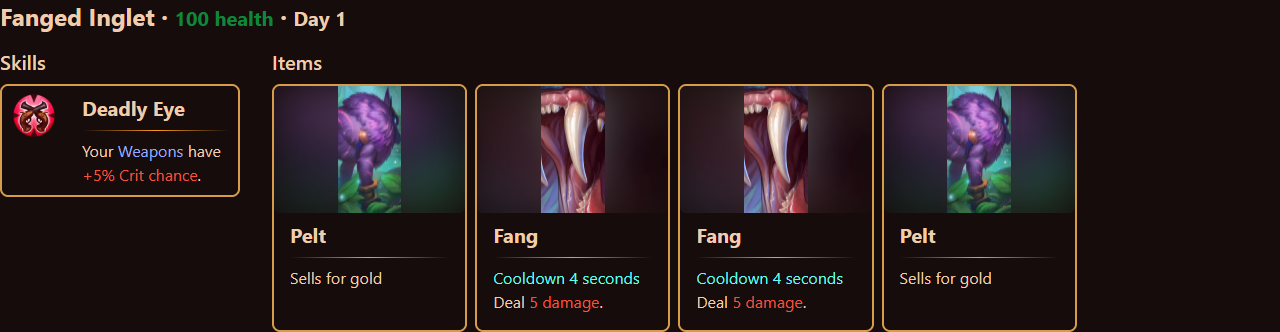 Fanged Inglet · 100 health · Day 1
Skills
Deadly Eye
Your Weapons have
+5% Crit chance.
Items
Pelt
Sells for gold
Fang
Cooldown 4 seconds
Deal 5 damage.
Fang
Cooldown 4 seconds
Deal 5 damage.
Pelt
Sells for gold